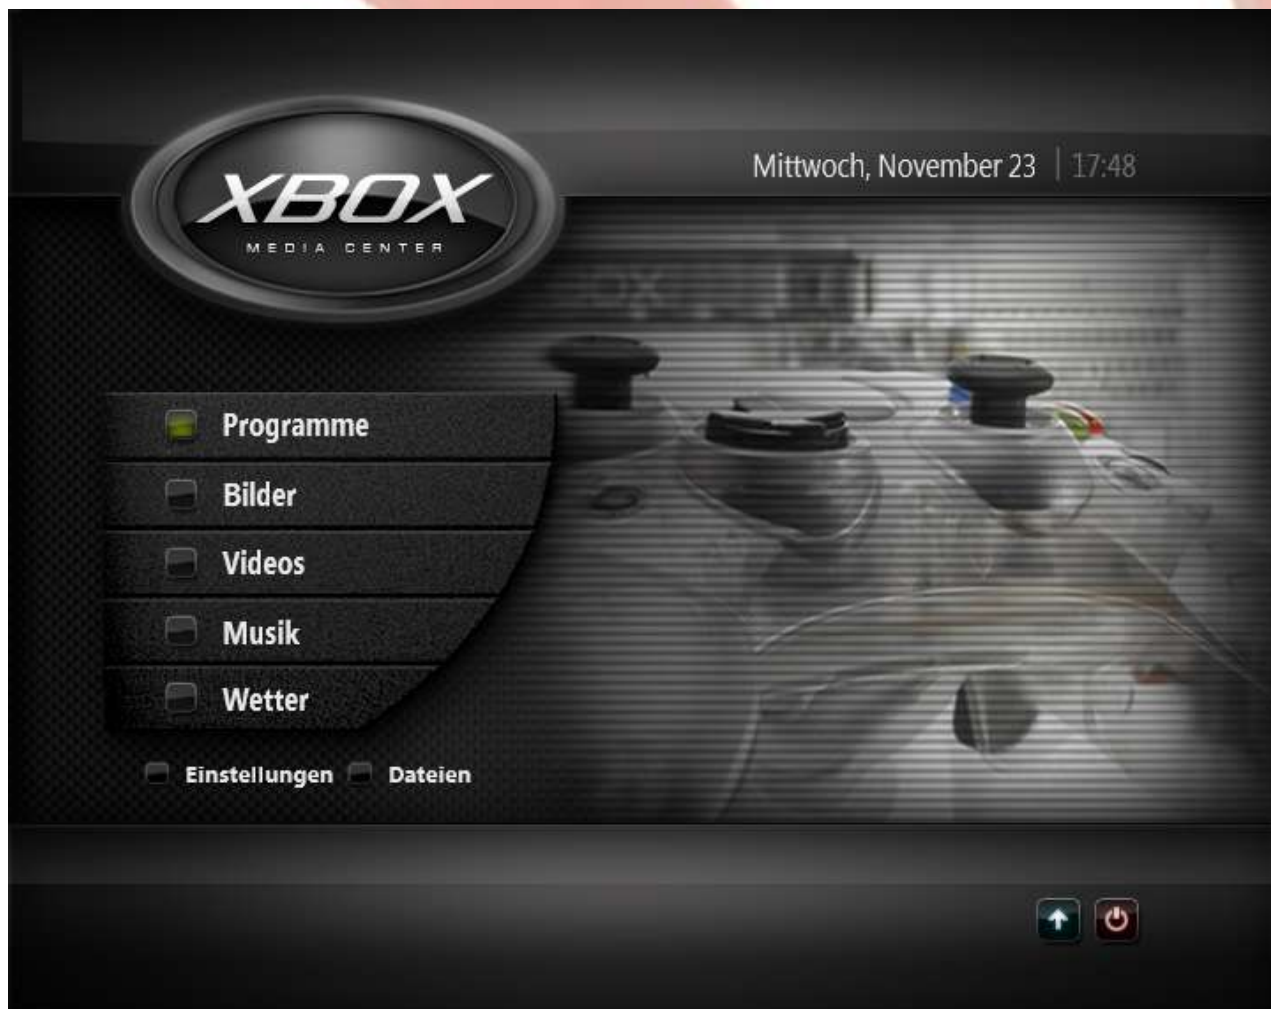 XBOX
MEDIA CENTER
Mittwoch, November 23 | 17:48
Programme
Bilder
Videos
Musik
Wetter
Einstellungen Dateien